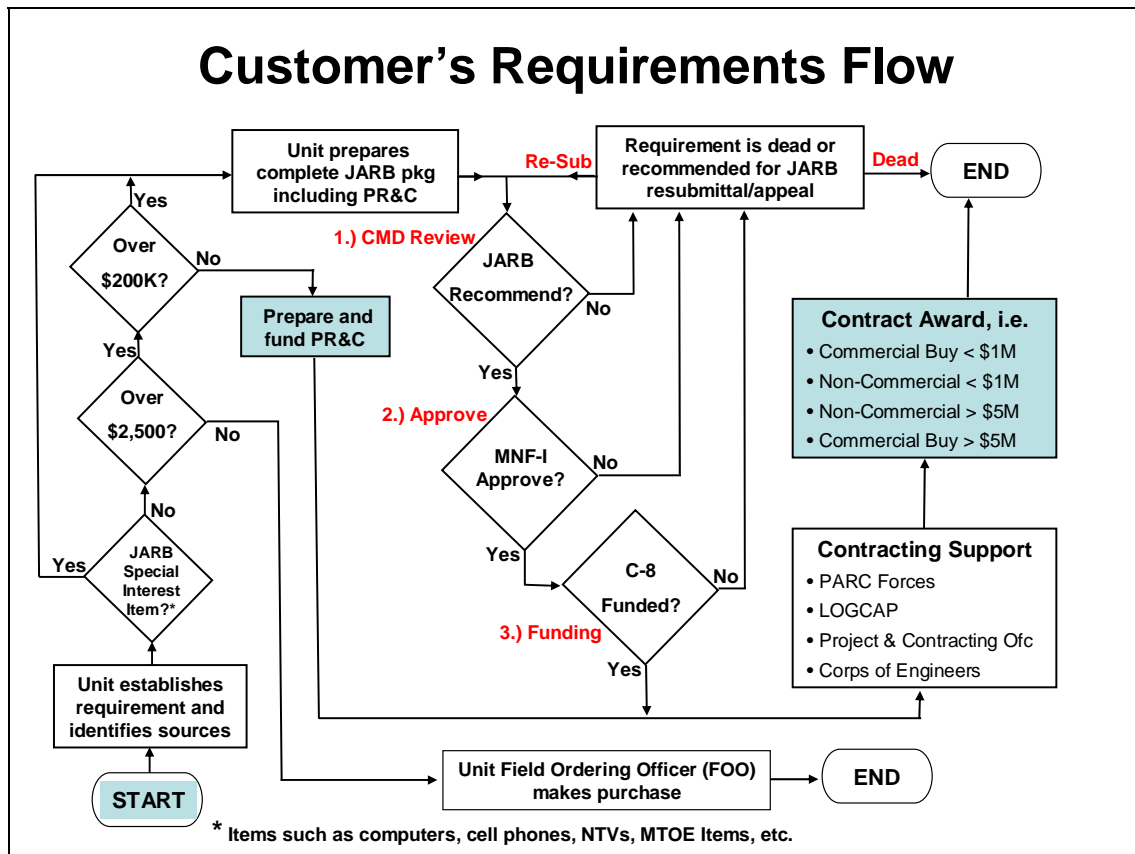 Customer's Requirements Flow
Unit prepares
complete JARB pkg
including PR&C
Re-Sub
Requirement is dead or
recommended for JARB
resubmittal/appeal
Dead
END
Yes
1.) CMD Review
Over
$200K?
No
JARB
Recommend?
No
Prepare and
fund PR&C
Contract Award, i.e.
• Commercial Buy < $1M
• Non-Commercial < $1M
• Non-Commercial > $5M
• Commercial Buy > $5M
Yes
Yes
Over
$2,500?
No
2.) Approve
MNF-I
Approve?
No
No
Yes
JARB
Special
Interest
Item?*
Yes
C-8
Funded?
No
3.) Funding
Yes
Contracting Support
• PARC Forces
• LOGCAP
• Project & Contracting Ofc
• Corps of Engineers
Unit establishes
requirement and
identifies sources
START
Unit Field Ordering Officer (FOO)
makes purchase
END
* Items such as computers, cell phones, NTVs, MTOE Items, etc.